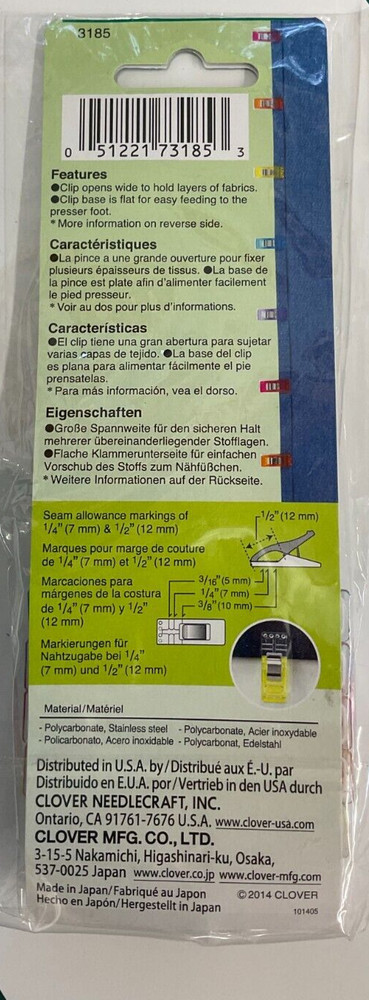 3185
0 51221 73185 3
Features
●Clip opens wide to hold layers of fabrics.
●Clip base is flat for easy feeding to the
presser foot.
* More information on reverse side.
Caractéristiques
●La pince a une grande ouverture pour fixer
plusieurs épaisseurs de tissus. ●La base de
la pince est plate afin d'alimenter facilement
le pied presseur.
* Voir au dos pour plus d'informations.
Características
●El clip tiene una gran abertura para sujetar
varias capas de tejido. ●La base del clip
es plana para alimentar fácilmente el pie
prensatelas.
* Para más información, vea el dorso.
Eigenschaften
●Große Spannweite für den sicheren Halt
mehrerer übereinanderliegender Stofflagen.
●Flache Klammerunterseite für einfachen
Vorschub des Stoffs zum Nähfüßchen.
* Weitere Informationen auf der Rückseite.
Seam allowance markings of
1/4" (7 mm) & 1/2" (12 mm)
1/2" (12 mm)
Marques pour marge de couture
de 1/4" (7 mm) et 1/2" (12 mm)
Marcaciones para
márgenes de la costura
de 1/4" (7 mm) y 1/2"
(12 mm)
3/16" (5 mm)
1/4" (7 mm)
3/8" (10 mm)
Markierungen für
Nahtzugabe bei 1/4"
(7 mm) und 1/2" (12 mm)
Material/Matériel
- Polycarbonate, Stainless steel - Polycarbonate, Acier inoxydable
- Policarbonato, Acero inoxidable - Polycarbonat, Edelstahl
Distributed in U.S.A. by/Distribué aux É.-U. par
Distribuido en E.U.A. por/Vertrieb in den USA durch
CLOVER NEEDLECRAFT, INC.
Ontario, CA 91761-7676 U.S.A. www.clover-usa.com
CLOVER MFG. CO., LTD.
3-15-5 Nakamichi, Higashinari-ku, Osaka,
537-0025 Japan www.clover.co.jp www.clover-mfg.com
Made in Japan/Fabriqué au Japon
Hecho en Japón/Hergestellt in Japan
©2014 CLOVER
101405